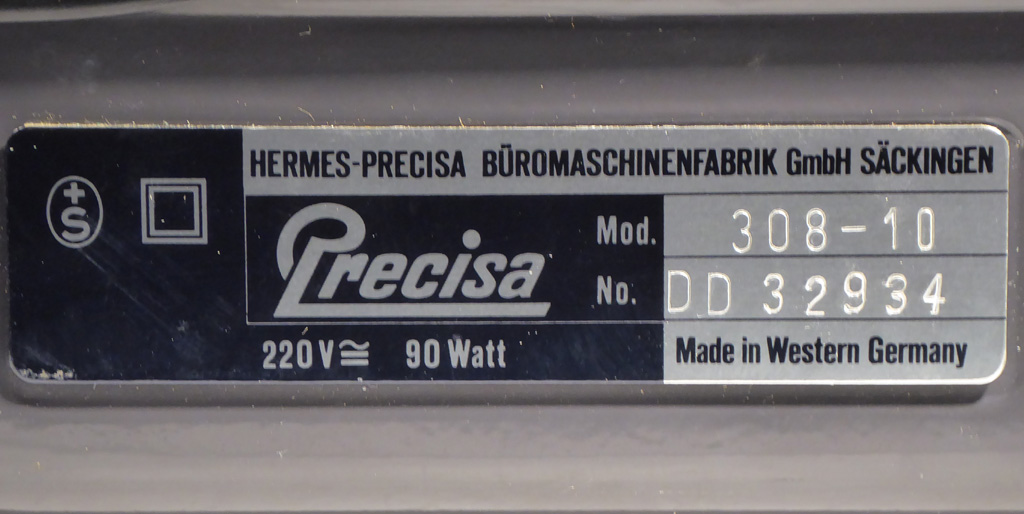 HERMES-PRECISA BÜROMASCHINENFABRIK GmbH SÄCKINGEN
+S
Precisa
Mod. 308-10
No. DD 32934
220V≅ 90 Watt
Made in Western Germany